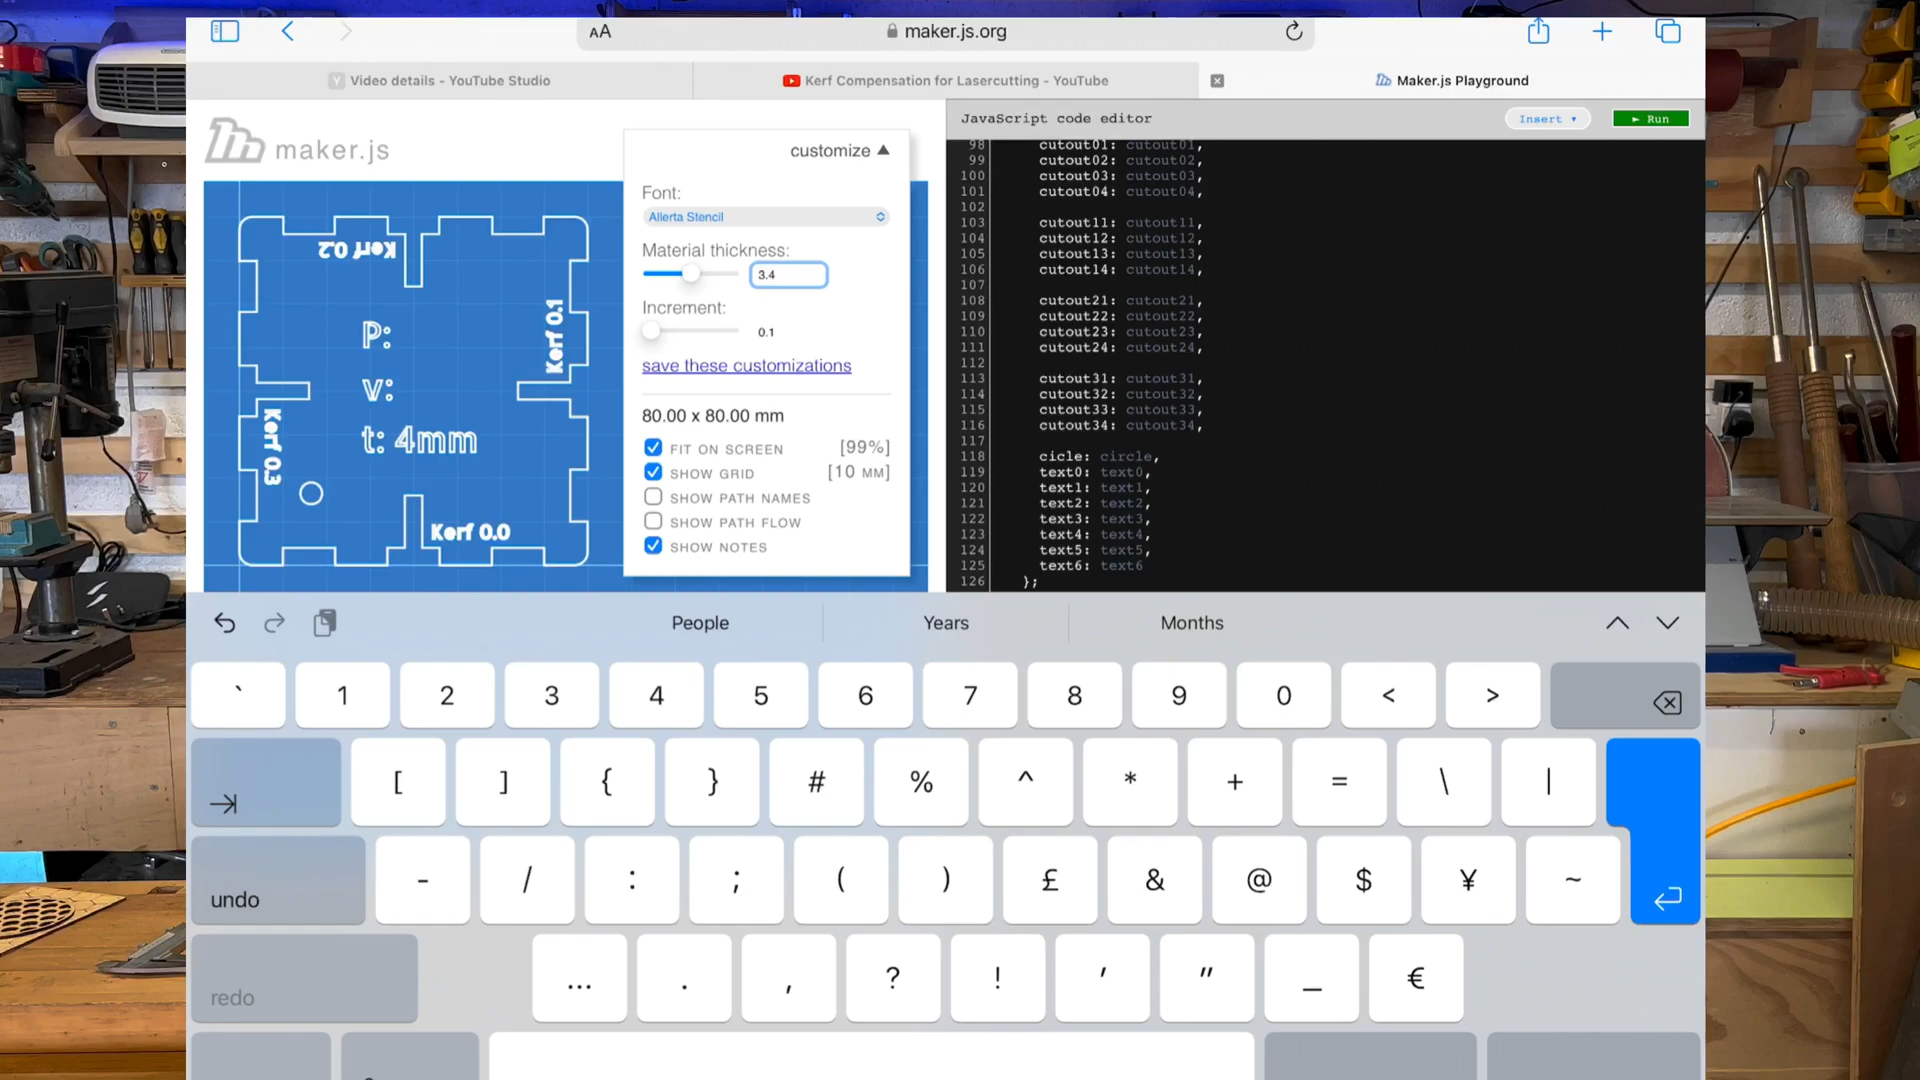 AA
maker.js.org
Video details - YouTube Studio
Kerf Compensation for Lasercutting - YouTube
Maker.js Playground
maker.js
customize ▲
Font:
Allerta Stencil
Material thickness:
3.4
Increment:
0.1
save these customizations
80.00 x 80.00 mm
FIT ON SCREEN [99%]
SHOW GRID [10 MM]
SHOW PATH NAMES
SHOW PATH FLOW
SHOW NOTES
Kerf 0.2
Kerf 0.1
P:
v:
t: 4mm
Kerf 0.3
Kerf 0.0
JavaScript code editor
Insert ▾
► Run
98 cutout01: cutout01,
99 cutout02: cutout02,
100 cutout03: cutout03,
101 cutout04: cutout04,
102
103 cutout11: cutout11,
104 cutout12: cutout12,
105 cutout13: cutout13,
106 cutout14: cutout14,
107
108 cutout21: cutout21,
109 cutout22: cutout22,
110 cutout23: cutout23,
111 cutout24: cutout24,
112
113 cutout31: cutout31,
114 cutout32: cutout32,
115 cutout33: cutout33,
116 cutout34: cutout34,
117
118 cicle: circle,
119 text0: text0,
120 text1: text1,
121 text2: text2,
122 text3: text3,
123 text4: text4,
124 text5: text5,
125 text6: text6
126 };
People Years Months
` 1 2 3 4 5 6 7 8 9 0 < >
[ ] { } # % ^ * + = \ |
undo - / : ; ( ) £ & @ $ ¥ ~
redo ... . , ? ! ' " _ €